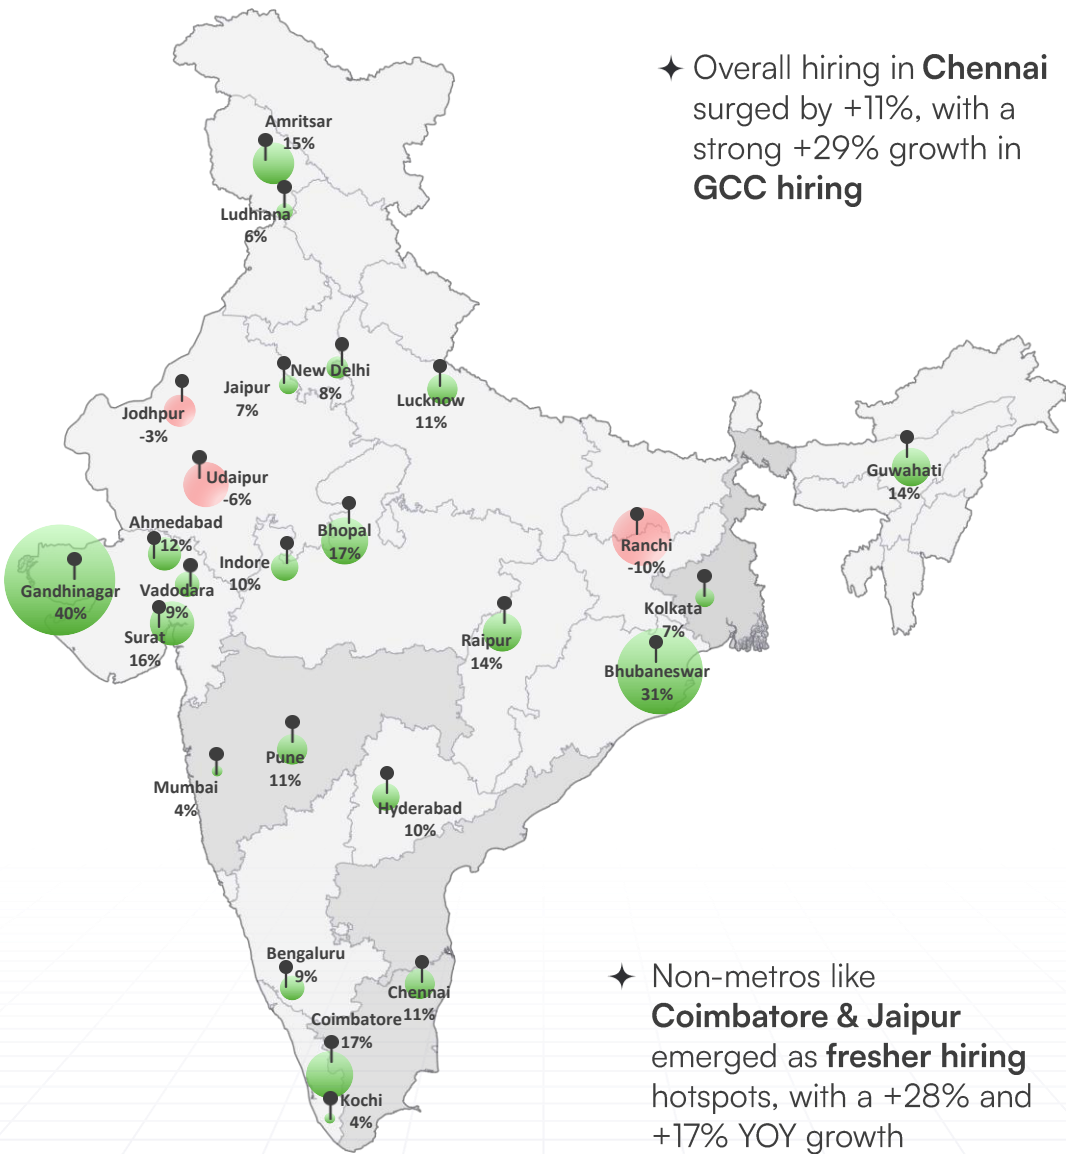 ✦ Overall hiring in Chennai
surged by +11%, with a
strong +29% growth in
GCC hiring
Amritsar
15%
Ludhiana
6%
New Delhi
8%
Jaipur
7%
Lucknow
11%
Jodhpur
-3%
Udaipur
-6%
Guwahati
14%
Ahmedabad
12%
Bhopal
17%
Ranchi
-10%
Indore
10%
Gandhinagar
40%
Vadodara
9%
Kolkata
7%
Surat
16%
Raipur
14%
Bhubaneswar
31%
Pune
11%
Mumbai
4%
Hyderabad
10%
Bengaluru
9%
Chennai
11%
Coimbatore
17%
Kochi
4%
✦ Non-metros like
Coimbatore & Jaipur
emerged as fresher hiring
hotspots, with a +28% and
+17% YOY growth